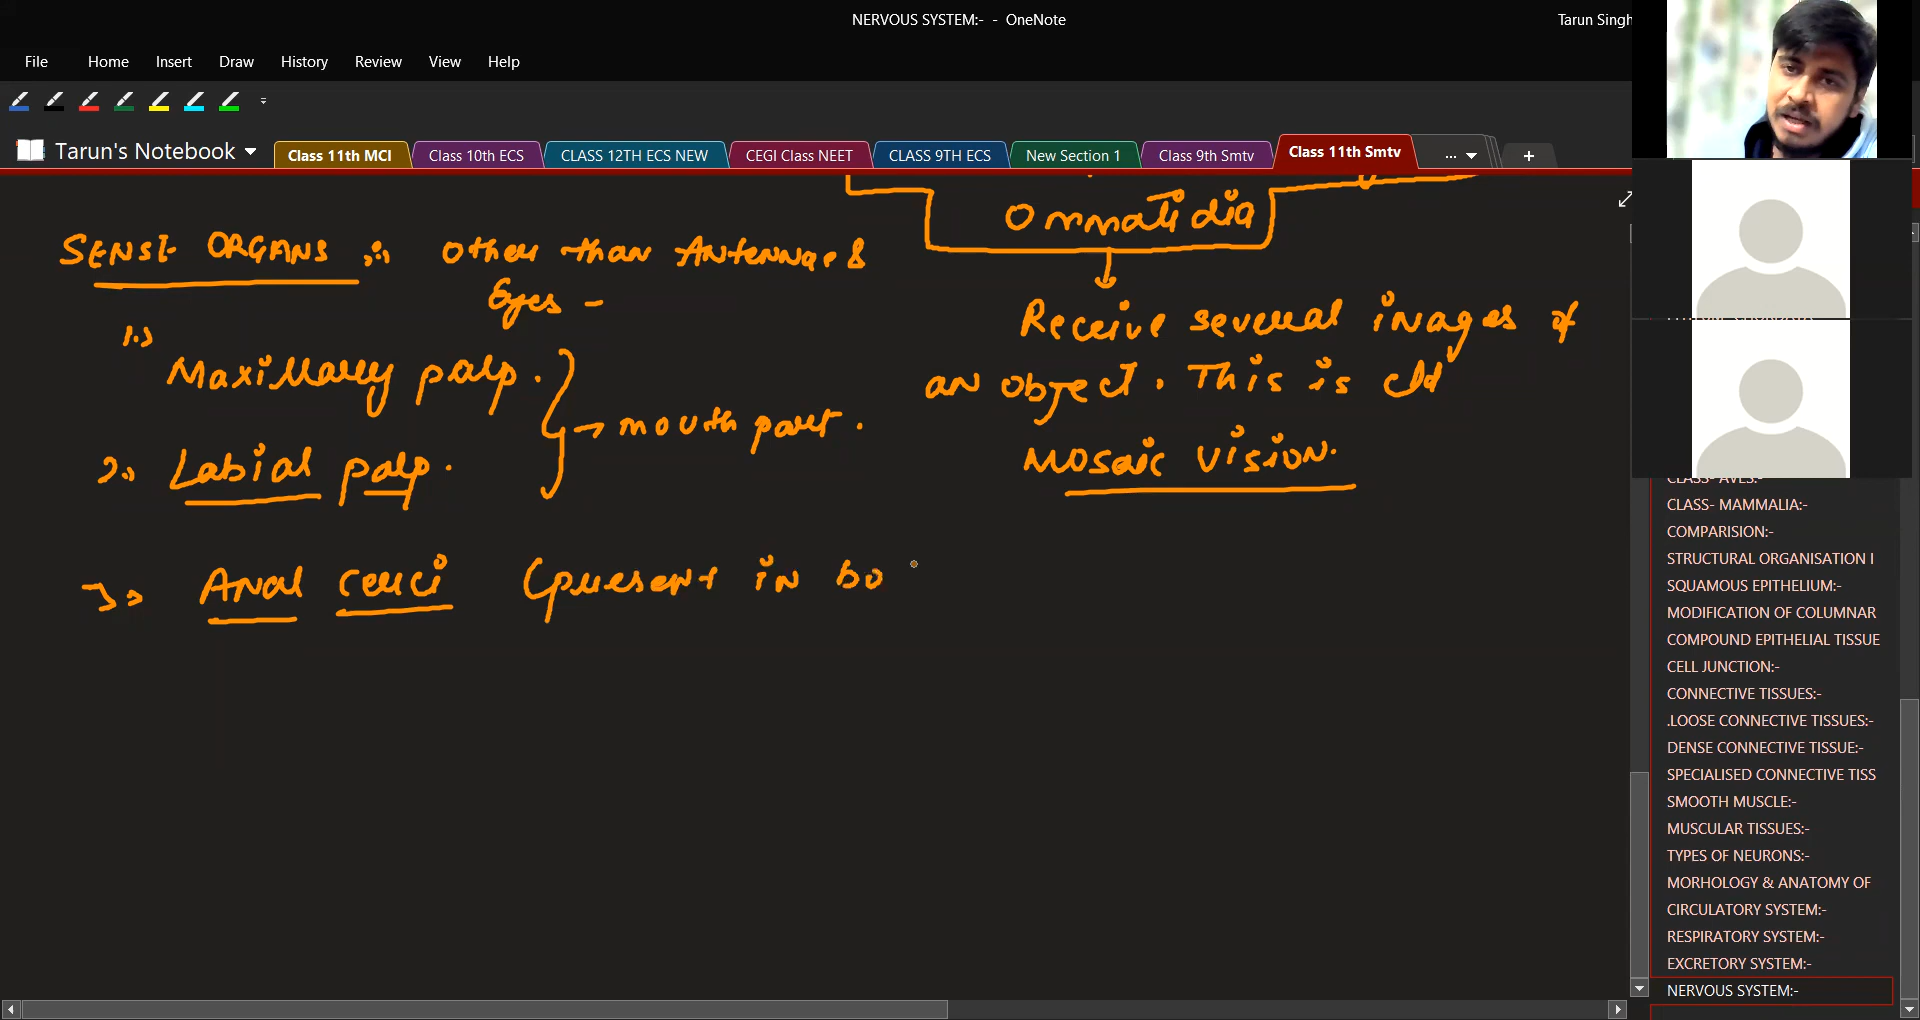 NERVOUS SYSTEM:- - OneNote
Tarun Singh
File Home Insert Draw History Review View Help
Tarun's Notebook
Class 11th MCI Class 10th ECS CLASS 12TH ECS NEW CEGI Class NEET CLASS 9TH ECS New Section 1 Class 9th Smtv Class 11th Smtv ... +
SENSE ORGANS :- Other than Antennae &
Eyes -
1.)
Maxillary palp.
→ mouth part.
2.) Labial palp.
3.) Anal cerci (present in bo
Ommatidia
Receive several images of
an object. This is cld
MOSaic vision.
CLASS- AVES:-
CLASS- MAMMALIA:-
COMPARISION:-
STRUCTURAL ORGANISATION I
SQUAMOUS EPITHELIUM:-
MODIFICATION OF COLUMNAR
COMPOUND EPITHELIAL TISSUE
CELL JUNCTION:-
CONNECTIVE TISSUES:-
.LOOSE CONNECTIVE TISSUES:-
DENSE CONNECTIVE TISSUE:-
SPECIALISED CONNECTIVE TISS
SMOOTH MUSCLE:-
MUSCULAR TISSUES:-
TYPES OF NEURONS:-
MORHOLOGY & ANATOMY OF
CIRCULATORY SYSTEM:-
RESPIRATORY SYSTEM:-
EXCRETORY SYSTEM:-
NERVOUS SYSTEM:-